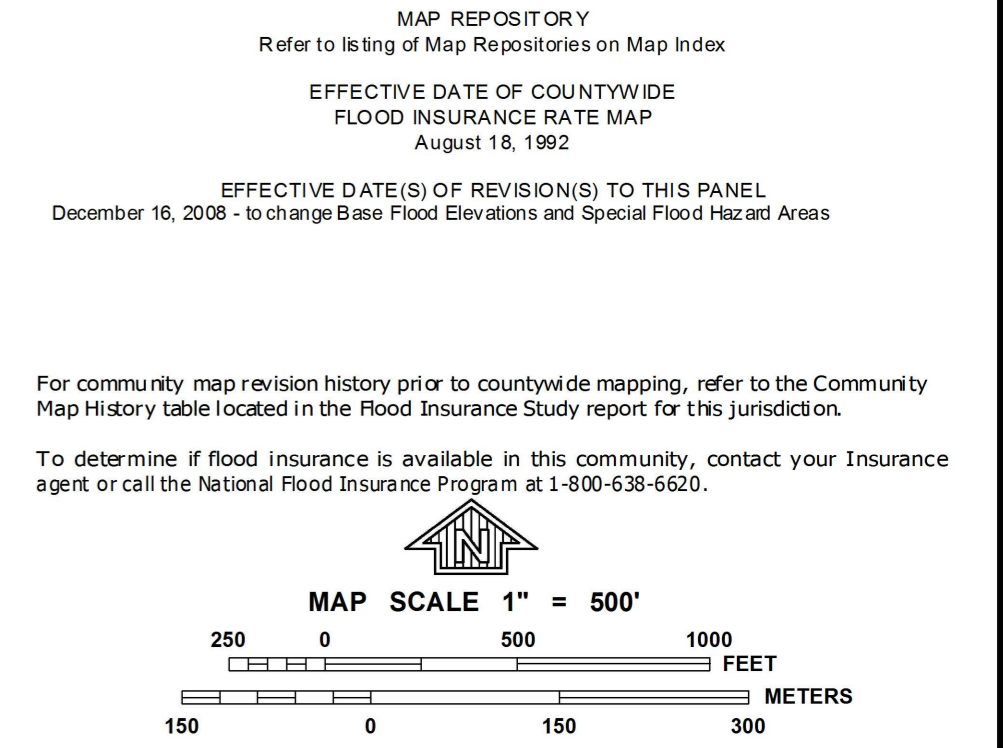 MAP REPOSITORY
Refer to listing of Map Repositories on Map Index
EFFECTIVE DATE OF COUNTYWIDE
FLOOD INSURANCE RATE MAP
August 18, 1992
EFFECTIVE DATE(S) OF REVISION(S) TO THIS PANEL
December 16, 2008 - to change Base Flood Elevations and Special Flood Hazard Areas
For community map revision history prior to countywide mapping, refer to the Community
Map History table located in the Flood Insurance Study report for this jurisdiction.
To determine if flood insurance is available in this community, contact your Insurance
agent or call the National Flood Insurance Program at 1-800-638-6620.
N
MAP SCALE 1" = 500'
250 0 500 1000
FEET
METERS
150 0 150 300